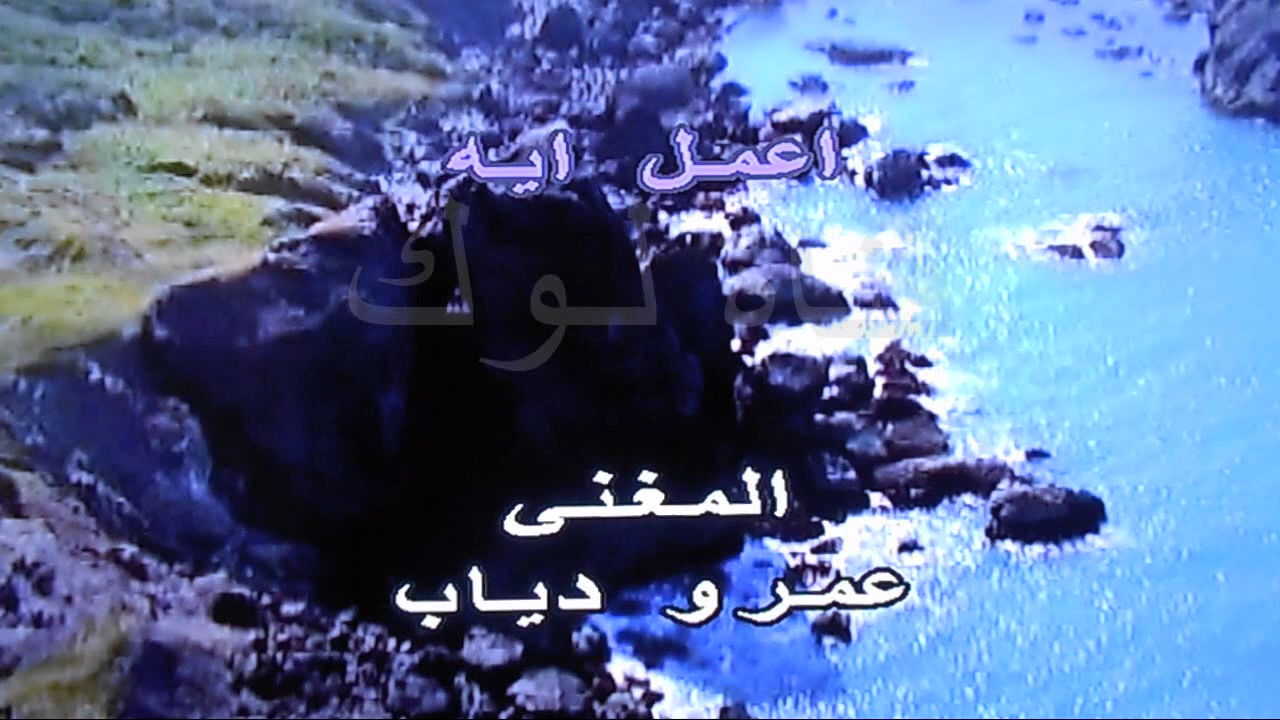 اعمل ايه
المغنى
عمرو دياب